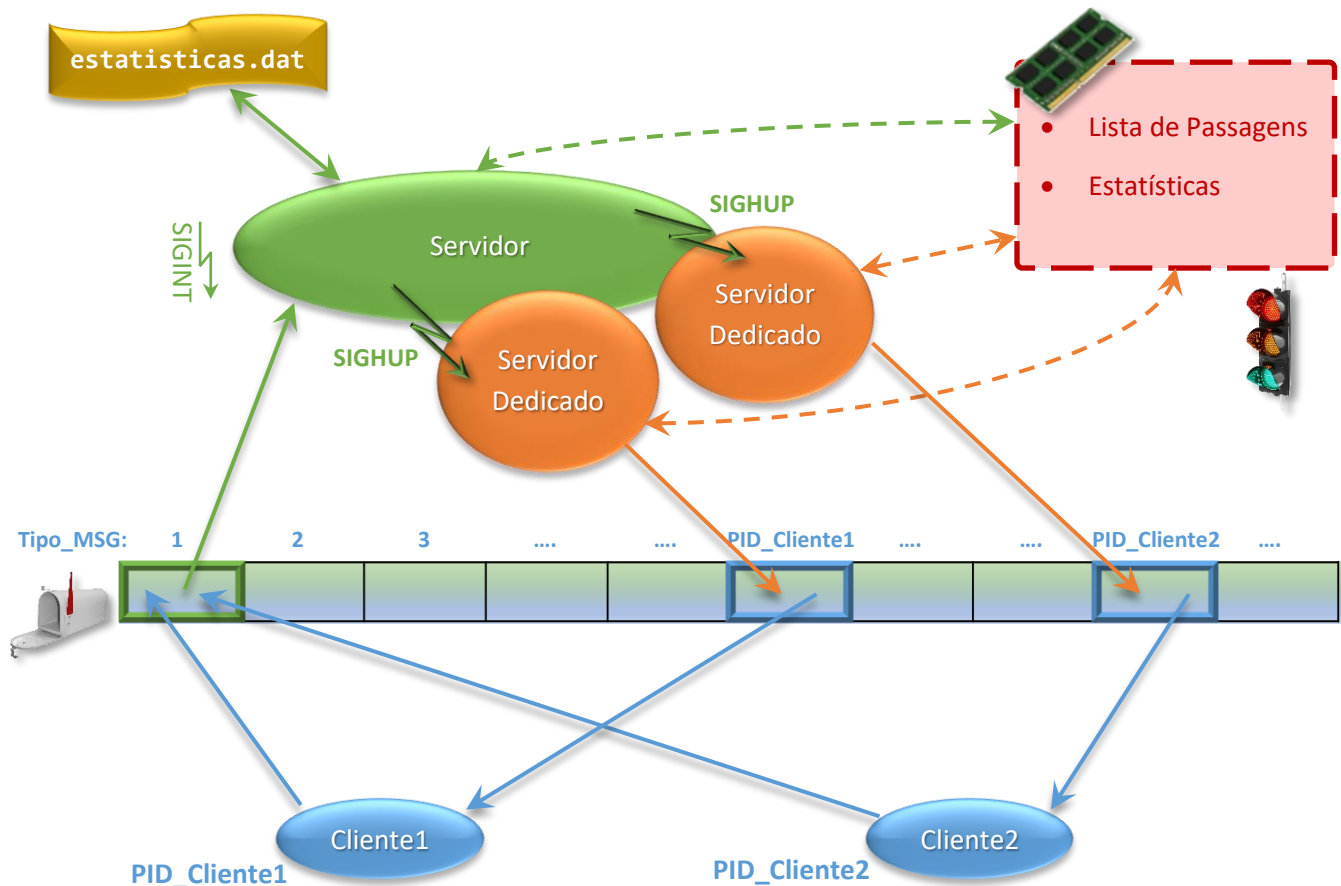 estatisticas.dat
• Lista de Passagens
• Estatísticas
SIGHUP
SIGINT
Servidor
Servidor
Dedicado
SIGHUP
Servidor
Dedicado
Tipo_MSG: 1 2 3 …. …. PID_Cliente1 …. …. PID_Cliente2 ….
Cliente1
Cliente2
PID_Cliente1
PID_Cliente2